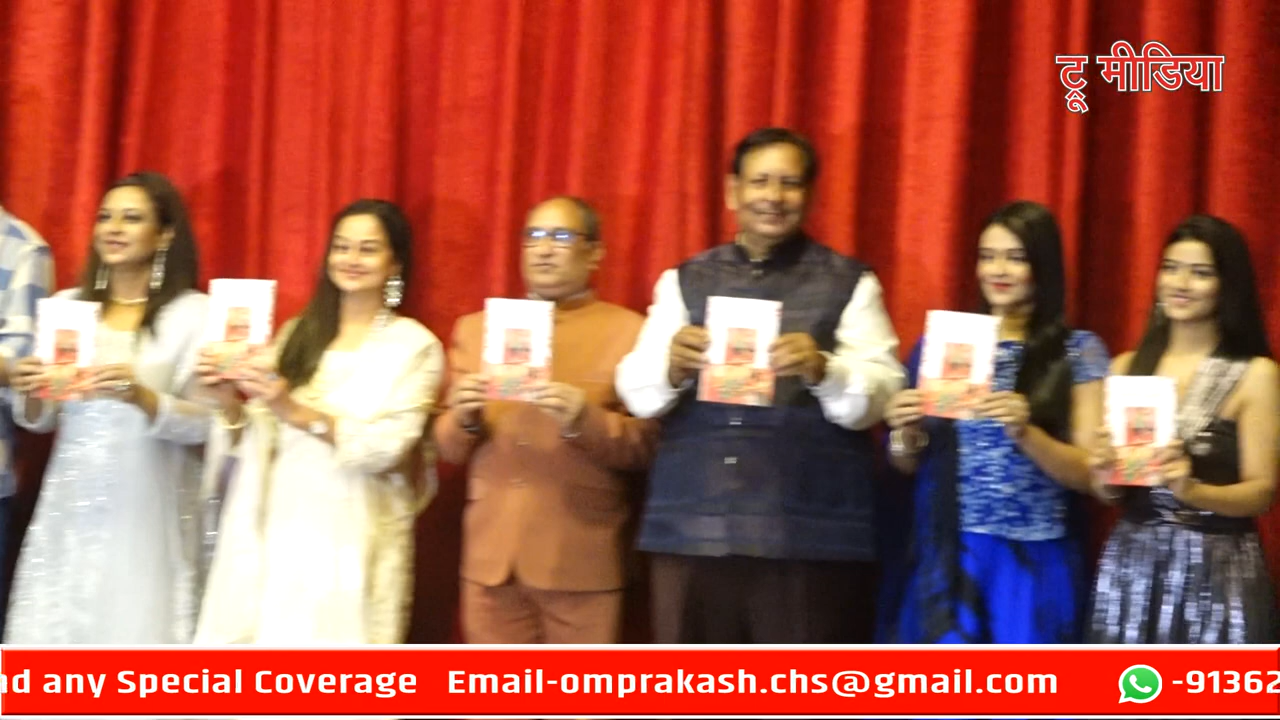 ट्रू मीडिया
nd any Special Coverage Email-omprakash.chs@gmail.com -91362